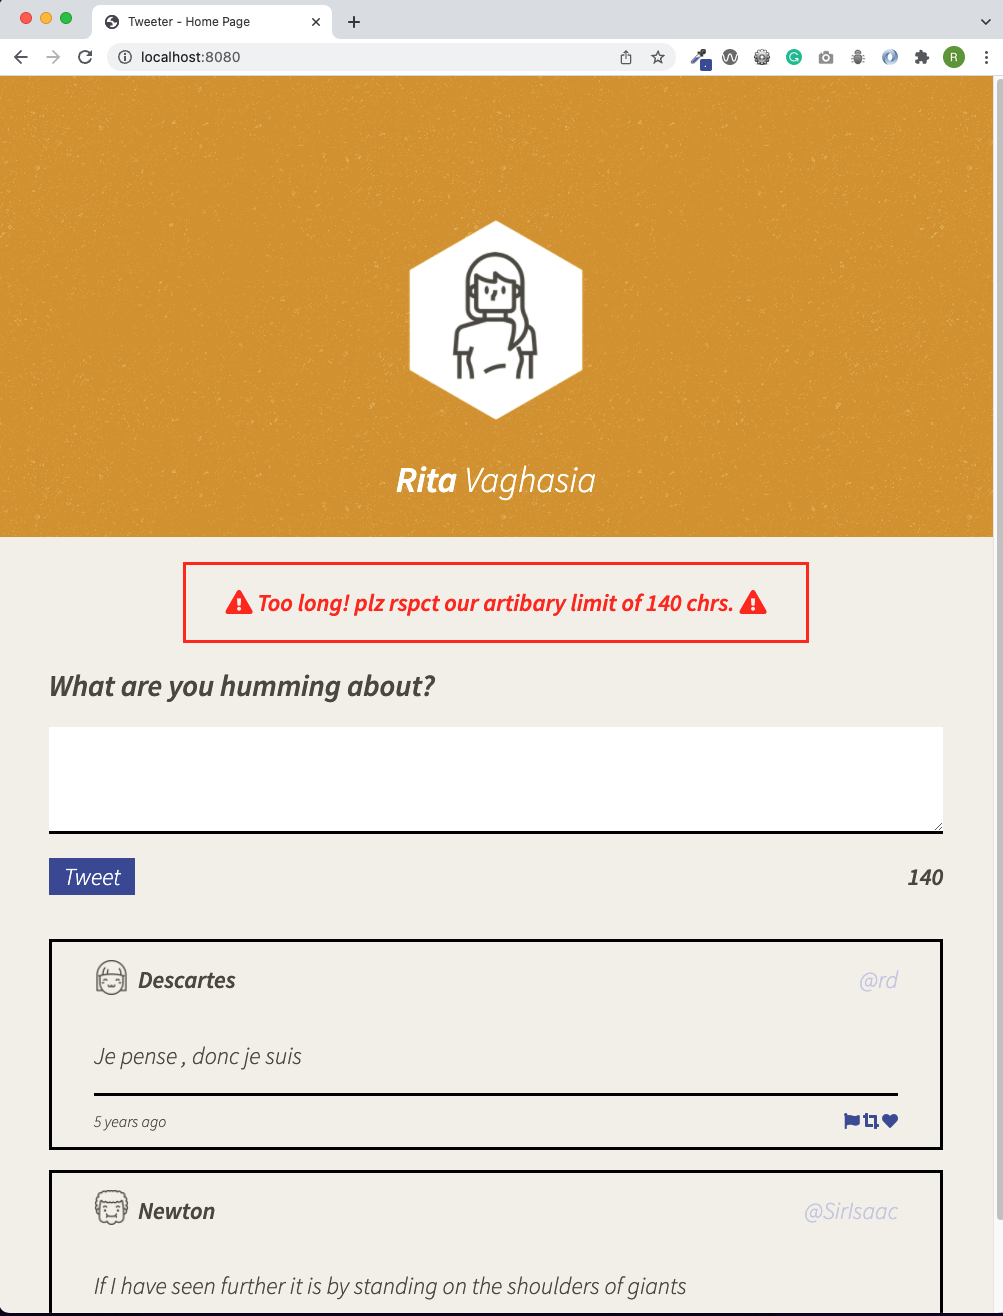 Tweeter - Home Page
localhost:8080
R
Rita Vaghasia
Too long! plz rspct our artibary limit of 140 chrs.
What are you humming about?
Tweet
140
Descartes
@rd
Je pense , donc je suis
5 years ago
Newton
@SirIsaac
If I have seen further it is by standing on the shoulders of giants